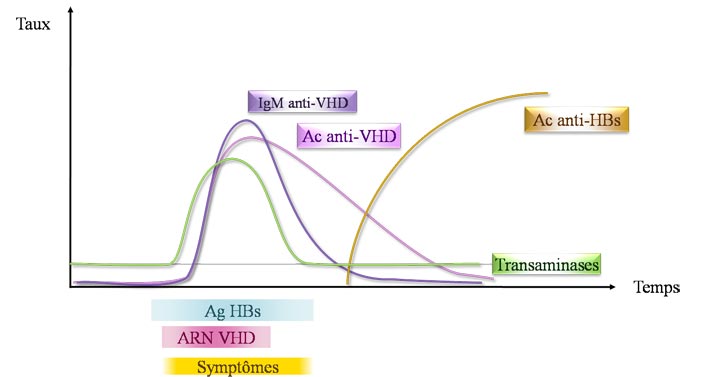 Taux
IgM anti-VHD
Ac anti-VHD
Ac anti-HBs
Transaminases
Temps
Ag HBs
ARN VHD
Symptômes